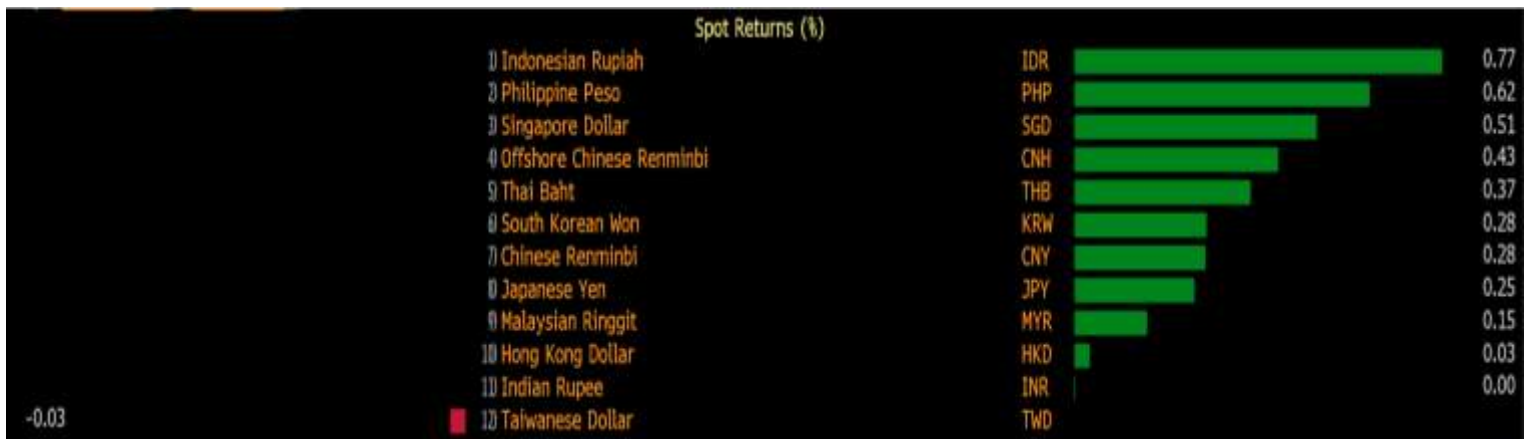 Spot Returns (%)
1) Indonesian Rupiah IDR 0.77
2) Philippine Peso PHP 0.62
3) Singapore Dollar SGD 0.51
4) Offshore Chinese Renminbi CNH 0.43
5) Thai Baht THB 0.37
6) South Korean Won KRW 0.28
7) Chinese Renminbi CNY 0.28
8) Japanese Yen JPY 0.25
9) Malaysian Ringgit MYR 0.15
10) Hong Kong Dollar HKD 0.03
11) Indian Rupee INR 0.00
-0.03 12) Taiwanese Dollar TWD